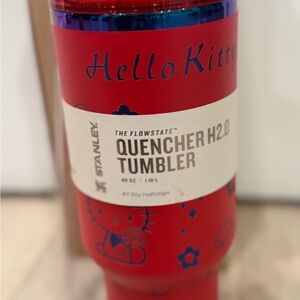 Hello Kitty
STANLEY
THE FLOWSTATE™
QUENCHER H2.0
TUMBLER
40 OZ | 1.18 L
All Day Hydration